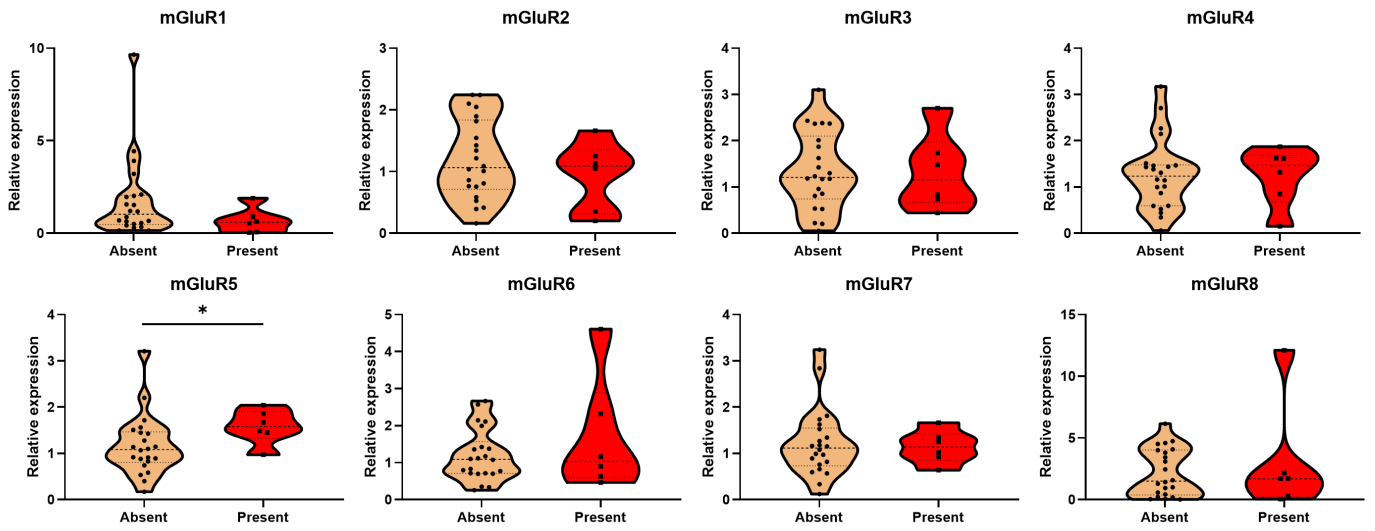 mGluR1
Relative expression
10
5
0
Absent
Present
mGluR2
Relative expression
3
2
1
0
Absent
Present
mGluR3
Relative expression
4
3
2
1
0
Absent
Present
mGluR4
Relative expression
4
3
2
1
0
Absent
Present
mGluR5
Relative expression
4
3
2
1
0
*
Absent
Present
mGluR6
Relative expression
5
4
3
2
1
0
Absent
Present
mGluR7
Relative expression
4
3
2
1
0
Absent
Present
mGluR8
Relative expression
15
10
5
0
Absent
Present